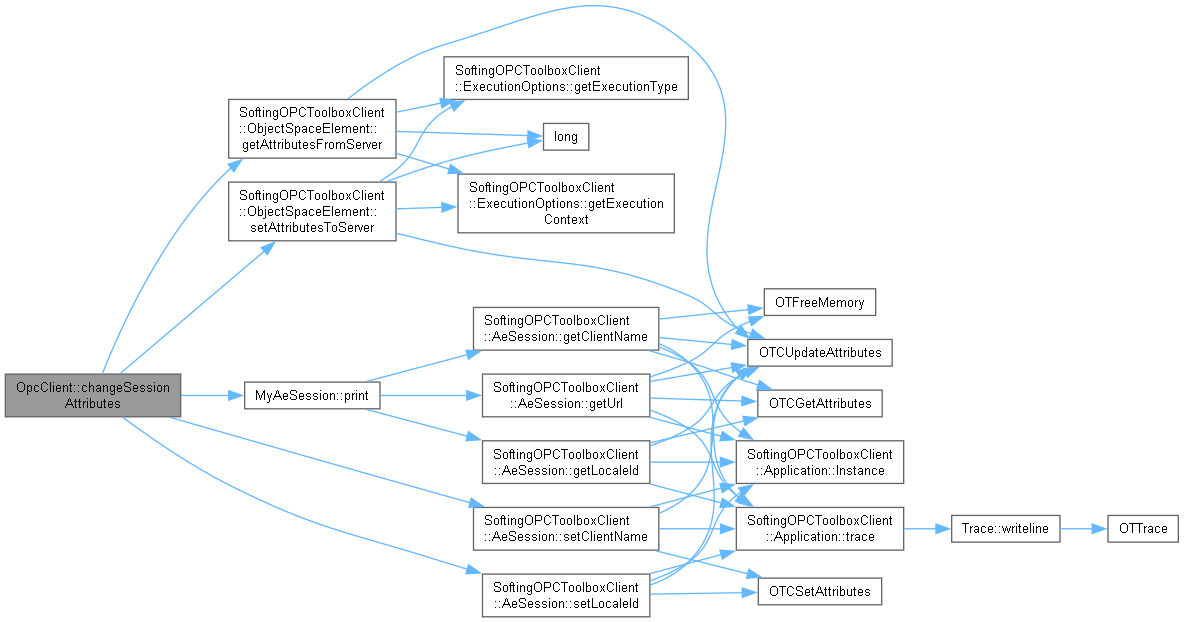 SoftingOPCToolboxClient
::ExecutionOptions::getExecutionType
SoftingOPCToolboxClient
::ObjectSpaceElement::
getAttributesFromServer
long
SoftingOPCToolboxClient
::ExecutionOptions::getExecution
Context
SoftingOPCToolboxClient
::ObjectSpaceElement::
setAttributesToServer
OTFreeMemory
SoftingOPCToolboxClient
::AeSession::getClientName
OTCUpdateAttributes
OpcClient::changeSession
Attributes
MyAeSession::print
SoftingOPCToolboxClient
::AeSession::getUrl
OTCGetAttributes
SoftingOPCToolboxClient
::AeSession::getLocaleId
SoftingOPCToolboxClient
::Application::Instance
SoftingOPCToolboxClient
::AeSession::setClientName
SoftingOPCToolboxClient
::Application::trace
Trace::writeline
OTTrace
SoftingOPCToolboxClient
::AeSession::setLocaleId
OTCSetAttributes